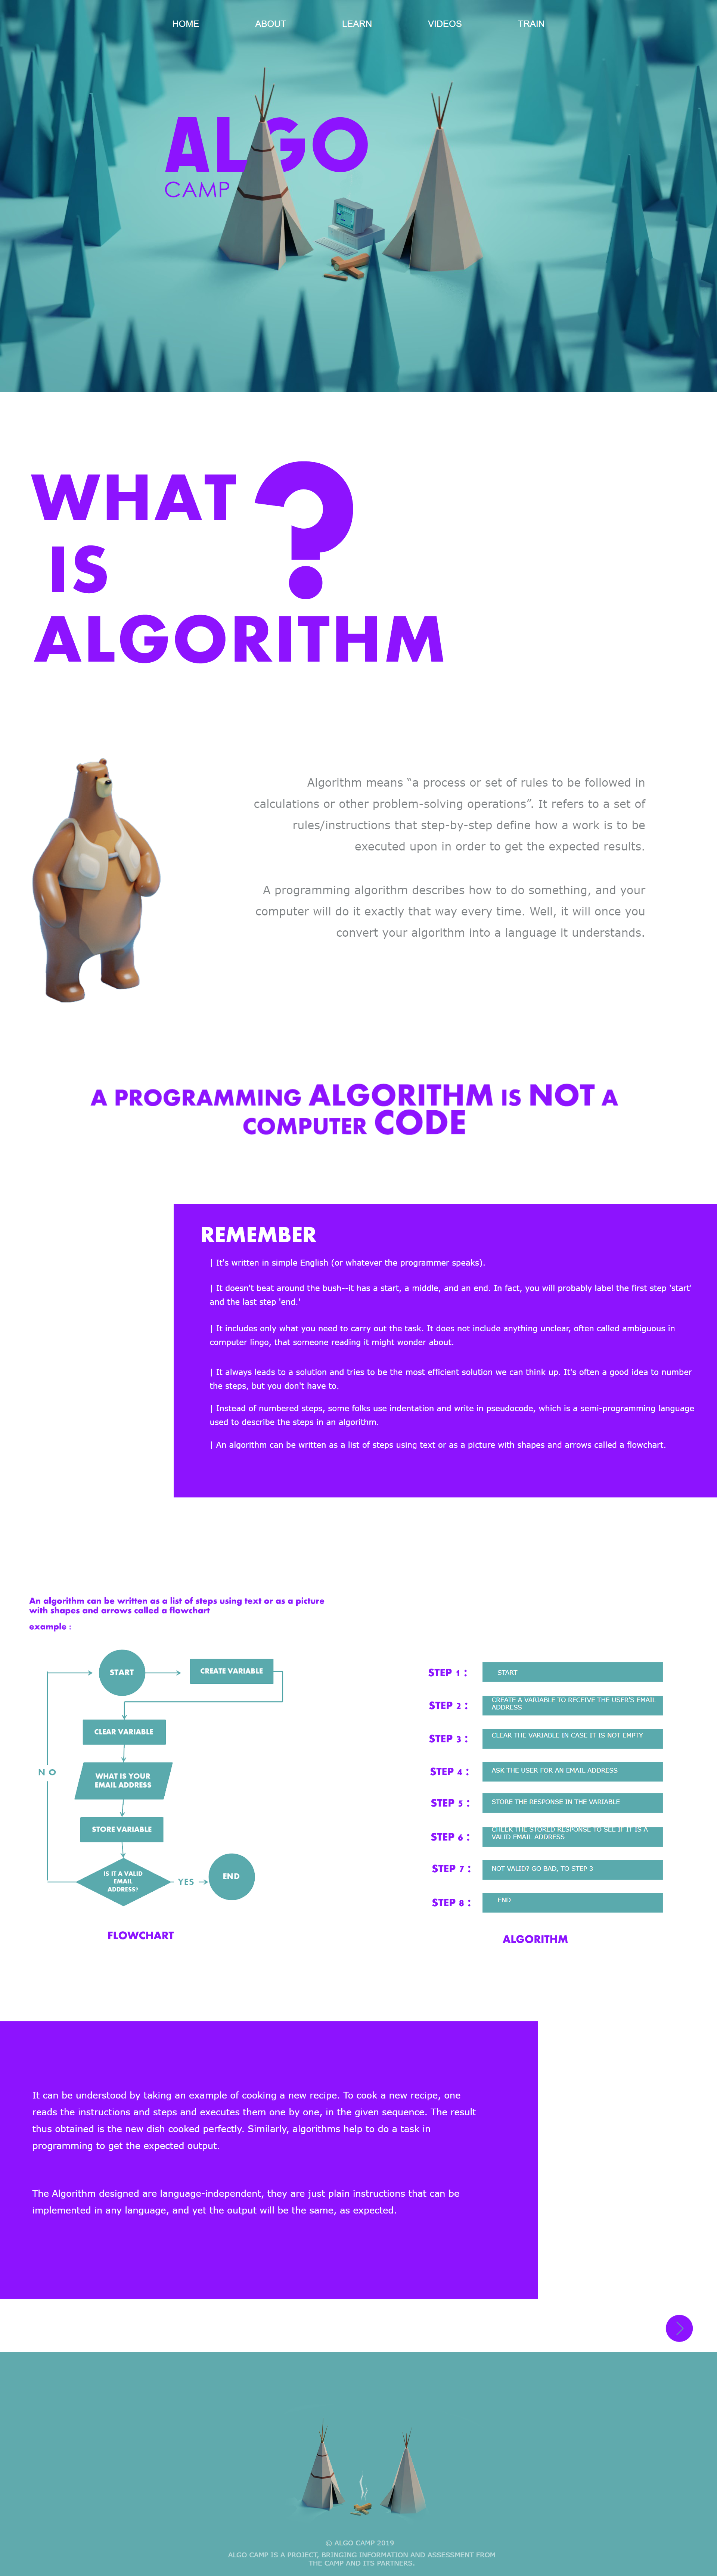 HOME ABOUT LEARN VIDEOS TRAIN
ALGO
CAMP
WHAT ?
IS
ALGORITHM
Algorithm means “a process or set of rules to be followed in
calculations or other problem-solving operations”. It refers to a set of
rules/instructions that step-by-step define how a work is to be
executed upon in order to get the expected results.
A programming algorithm describes how to do something, and your
computer will do it exactly that way every time. Well, it will once you
convert your algorithm into a language it understands.
A PROGRAMMING ALGORITHM IS NOT A
COMPUTER CODE
REMEMBER
| It's written in simple English (or whatever the programmer speaks).
| It doesn't beat around the bush--it has a start, a middle, and an end. In fact, you will probably label the first step 'start'
and the last step 'end.'
| It includes only what you need to carry out the task. It does not include anything unclear, often called ambiguous in
computer lingo, that someone reading it might wonder about.
| It always leads to a solution and tries to be the most efficient solution we can think up. It's often a good idea to number
the steps, but you don't have to.
| Instead of numbered steps, some folks use indentation and write in pseudocode, which is a semi-programming language
used to describe the steps in an algorithm.
| An algorithm can be written as a list of steps using text or as a picture with shapes and arrows called a flowchart.
An algorithm can be written as a list of steps using text or as a picture
with shapes and arrows called a flowchart
example :
START
CREATE VARIABLE
CLEAR VARIABLE
NO
WHAT IS YOUR
EMAIL ADDRESS
STORE VARIABLE
IS IT A VALID
EMAIL
ADDRESS?
YES
END
FLOWCHART
STEP 1 : START
STEP 2 : CREATE A VARIABLE TO RECEIVE THE USER'S EMAIL
ADDRESS
STEP 3 : CLEAR THE VARIABLE IN CASE IT IS NOT EMPTY
STEP 4 : ASK THE USER FOR AN EMAIL ADDRESS
STEP 5 : STORE THE RESPONSE IN THE VARIABLE
STEP 6 : CHEEK THE STORED RESPONSE TO SEE IF IT IS A
VALID EMAIL ADDRESS
STEP 7 : NOT VALID? GO BAD, TO STEP 3
STEP 8 : END
ALGORITHM
It can be understood by taking an example of cooking a new recipe. To cook a new recipe, one
reads the instructions and steps and executes them one by one, in the given sequence. The result
thus obtained is the new dish cooked perfectly. Similarly, algorithms help to do a task in
programming to get the expected output.
The Algorithm designed are language-independent, they are just plain instructions that can be
implemented in any language, and yet the output will be the same, as expected.
© ALGO CAMP 2019
ALGO CAMP IS A PROJECT, BRINGING INFORMATION AND ASSESSMENT FROM
THE CAMP AND ITS PARTNERS.